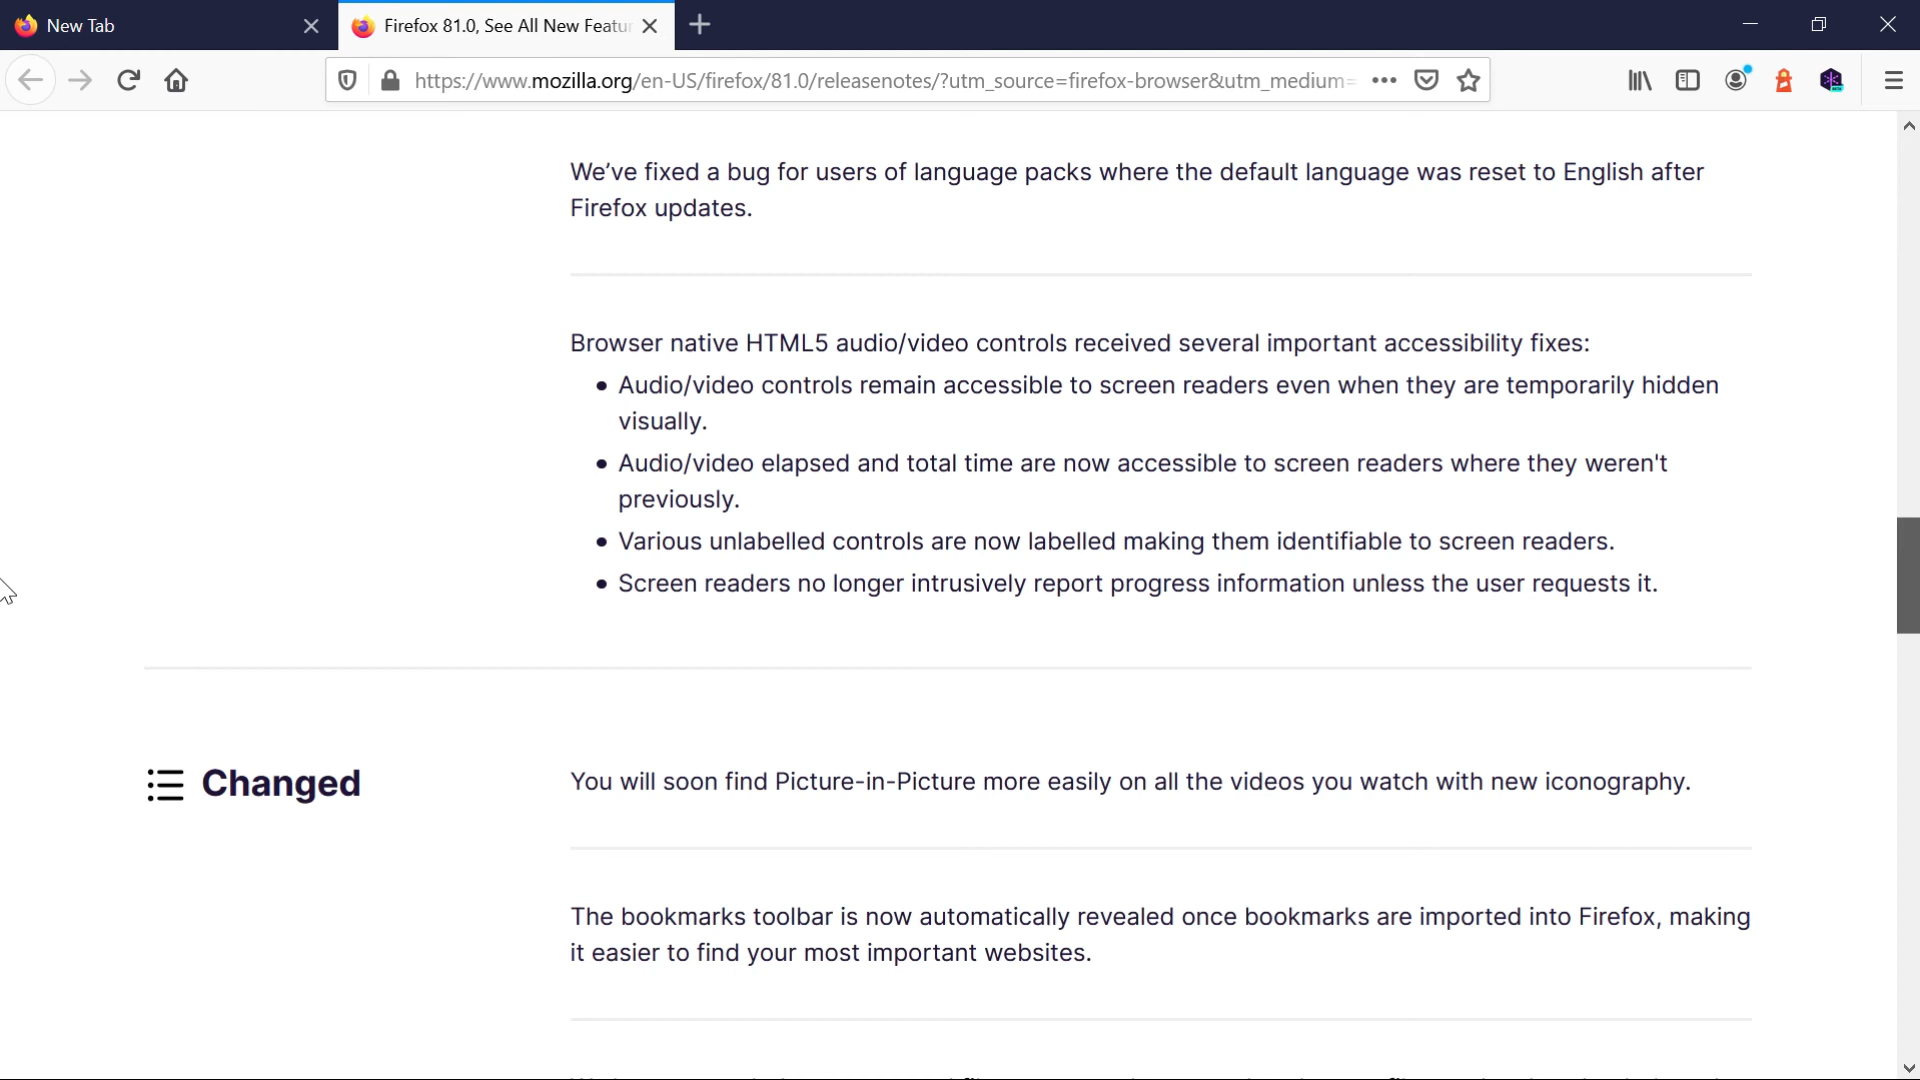 New Tab
Firefox 81.0, See All New Featur
https://www.mozilla.org/en-US/firefox/81.0/releasenotes/?utm_source=firefox-browser&utm_medium=
We’ve fixed a bug for users of language packs where the default language was reset to English after
Firefox updates.
Browser native HTML5 audio/video controls received several important accessibility fixes:
• Audio/video controls remain accessible to screen readers even when they are temporarily hidden
visually.
• Audio/video elapsed and total time are now accessible to screen readers where they weren't
previously.
• Various unlabelled controls are now labelled making them identifiable to screen readers.
• Screen readers no longer intrusively report progress information unless the user requests it.
Changed
You will soon find Picture-in-Picture more easily on all the videos you watch with new iconography.
The bookmarks toolbar is now automatically revealed once bookmarks are imported into Firefox, making
it easier to find your most important websites.